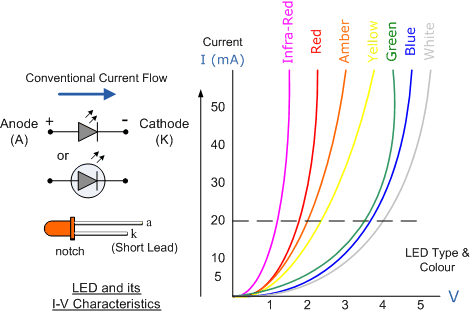 Conventional Current Flow
+
-
Anode
(A)
Cathode
(K)
or
a
k
(Short Lead)
notch
LED and its
I-V Characteristics
Current
I (mA)
50
40
30
20
10
5
1
2
3
4
5
V
Infra-Red
Red
Amber
Yellow
Green
Blue
White
LED Type &
Colour